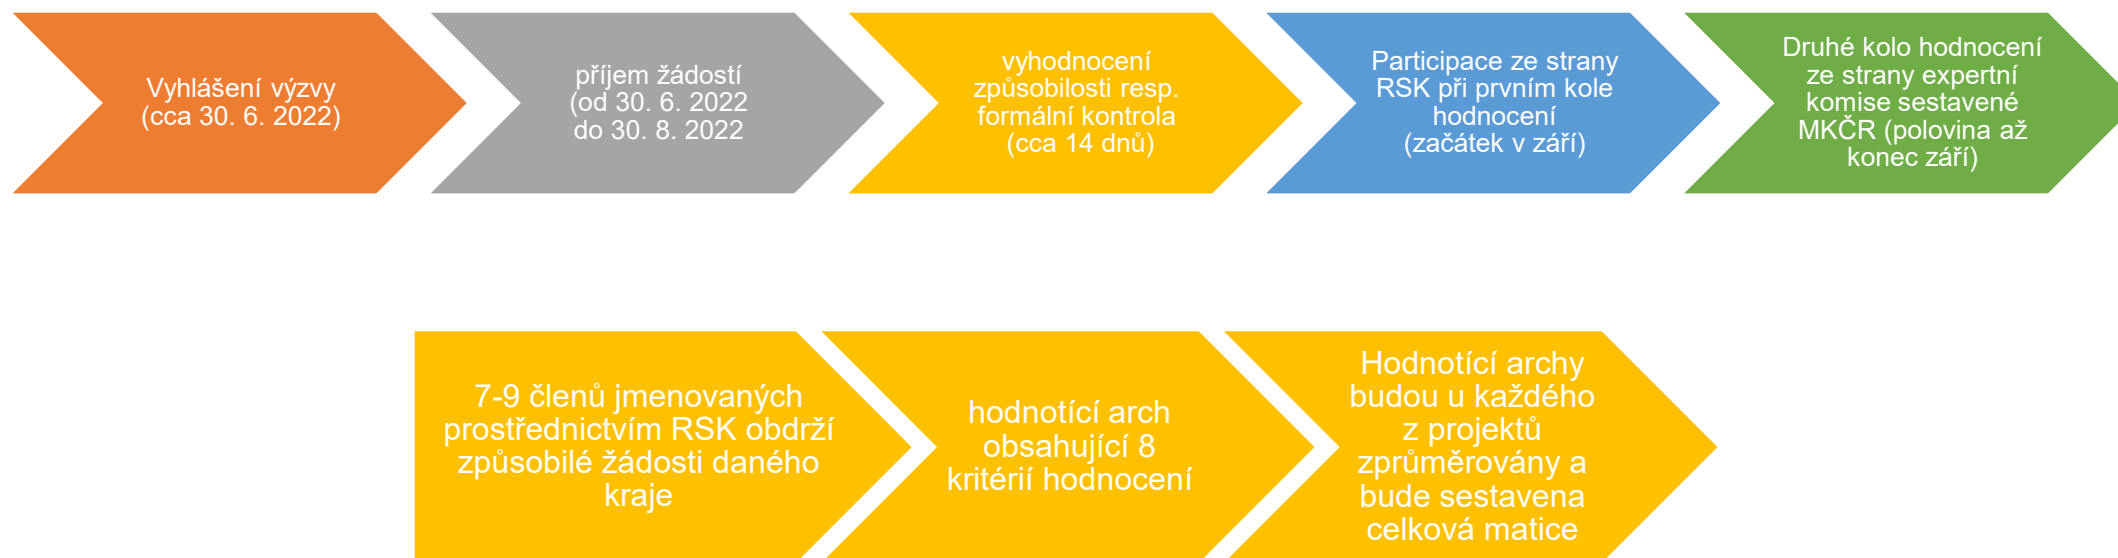 Vyhlášení výzvy
(cca 30. 6. 2022)
příjem žádostí
(od 30. 6. 2022
do 30. 8. 2022
vyhodnocení
způsobilosti resp.
formální kontrola
(cca 14 dnů)
Participace ze strany
RSK při prvním kole
hodnocení
(začátek v září)
Druhé kolo hodnocení
ze strany expertní
komise sestavené
MKČR (polovina až
konec září)
7-9 členů jmenovaných
prostřednictvím RSK obdrží
způsobilé žádosti daného
kraje
hodnotící arch
obsahující 8
kritérií hodnocení
Hodnotící archy
budou u každého
z projektů
zprůměrovány a
bude sestavena
celková matice